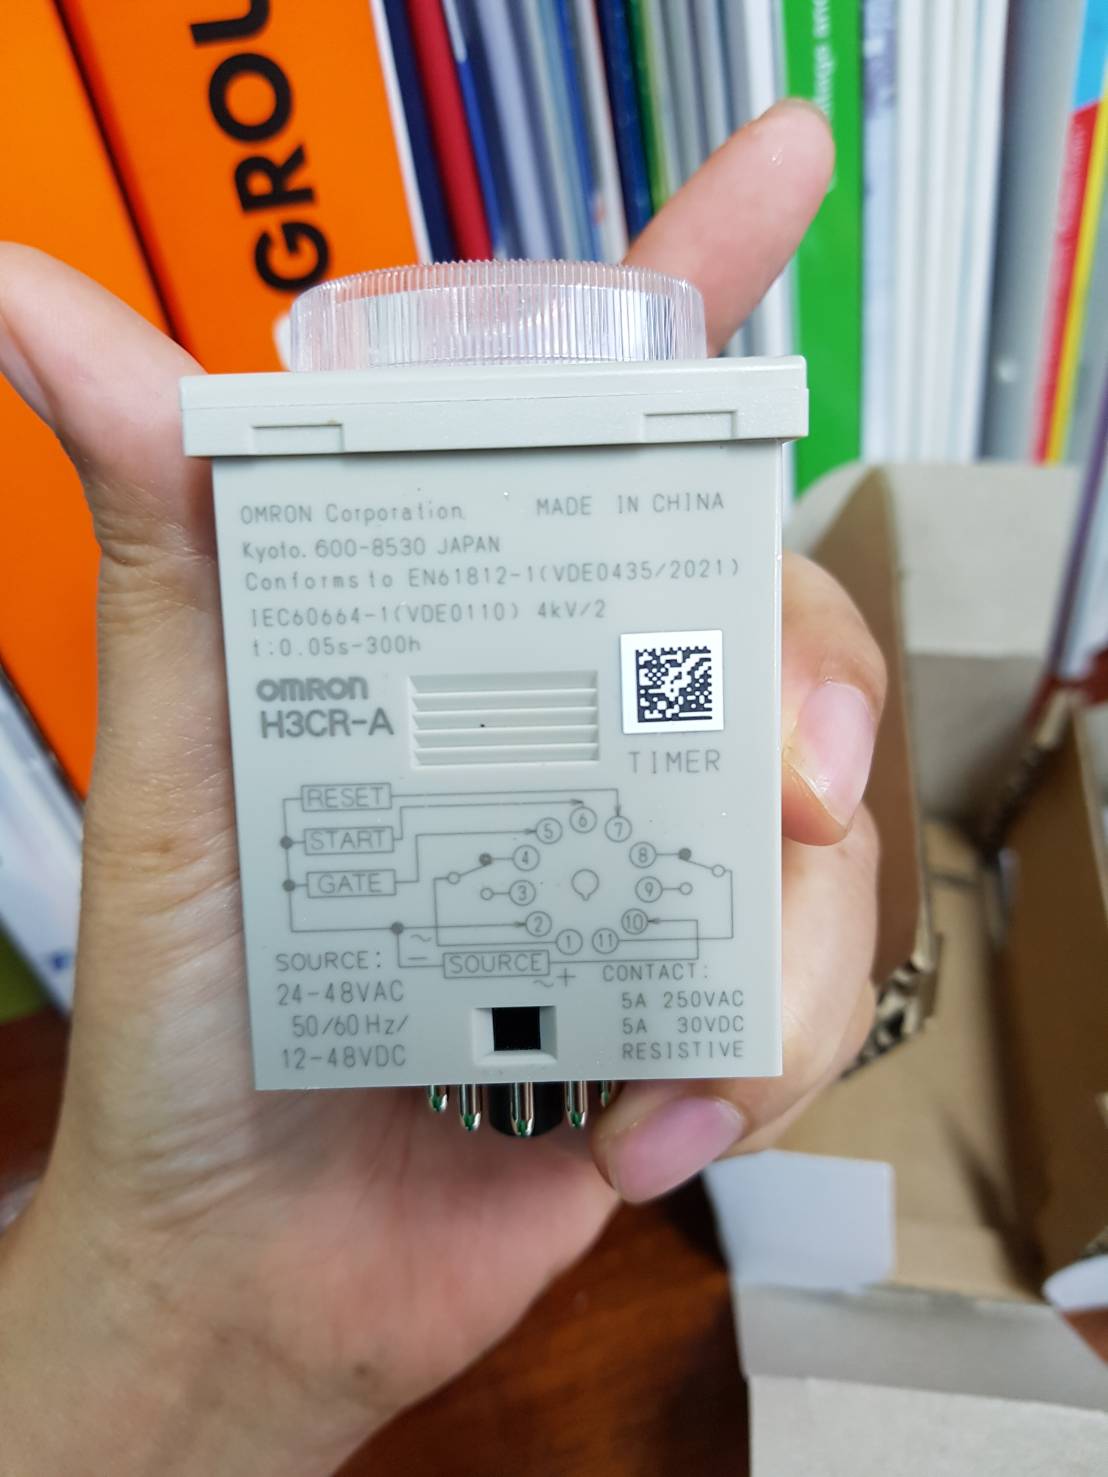 GROU
OMRON Corporation MADE IN CHINA
Kyoto. 600-8530 JAPAN
Conforms to EN61812-1(VDE0435/2021)
IEC60664-1(VDE0110) 4kV/2
t:0.05s-300h
OMRON
H3CR-A
TIMER
RESET
START
GATE
5
6
7
4
8
3
9
2
10
1
11
~
−
SOURCE
~ +
SOURCE:
24-48VAC
50/60Hz/
12-48VDC
CONTACT:
5A 250VAC
5A 30VDC
RESISTIVE